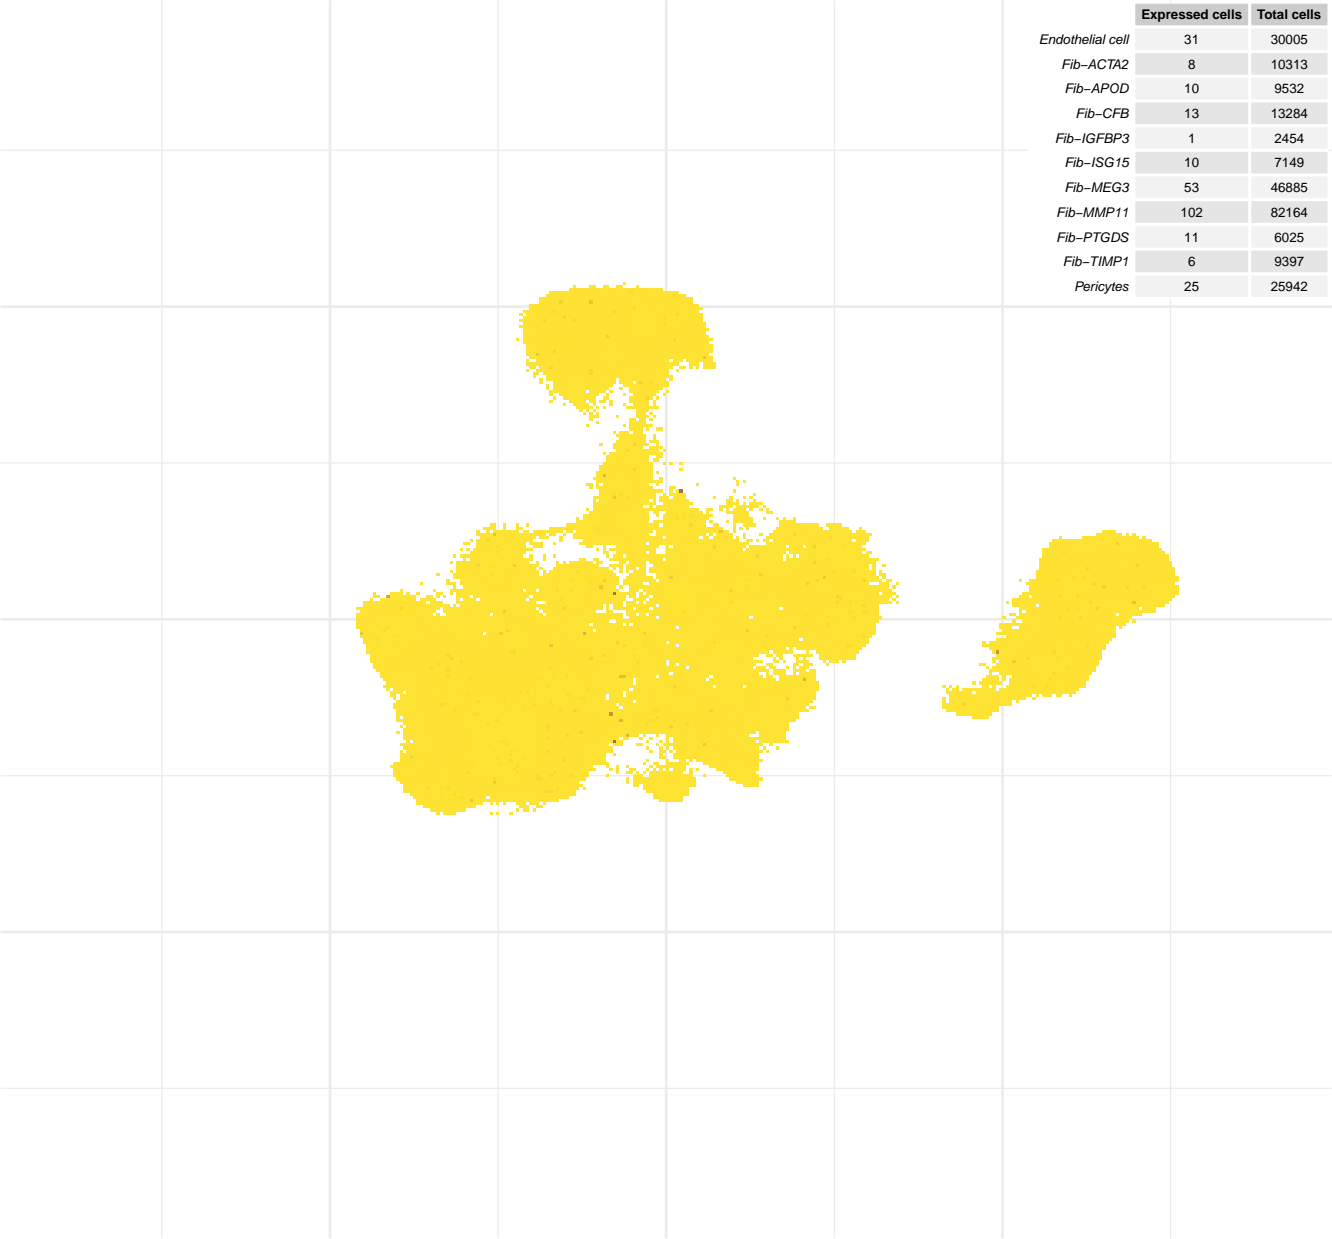 Expressed cells Total cells
Endothelial cell 31 30005
Fib−ACTA2 8 10313
Fib−APOD 10 9532
Fib−CFB 13 13284
Fib−IGFBP3 1 2454
Fib−ISG15 10 7149
Fib−MEG3 53 46885
Fib−MMP11 102 82164
Fib−PTGDS 11 6025
Fib−TIMP1 6 9397
Pericytes 25 25942